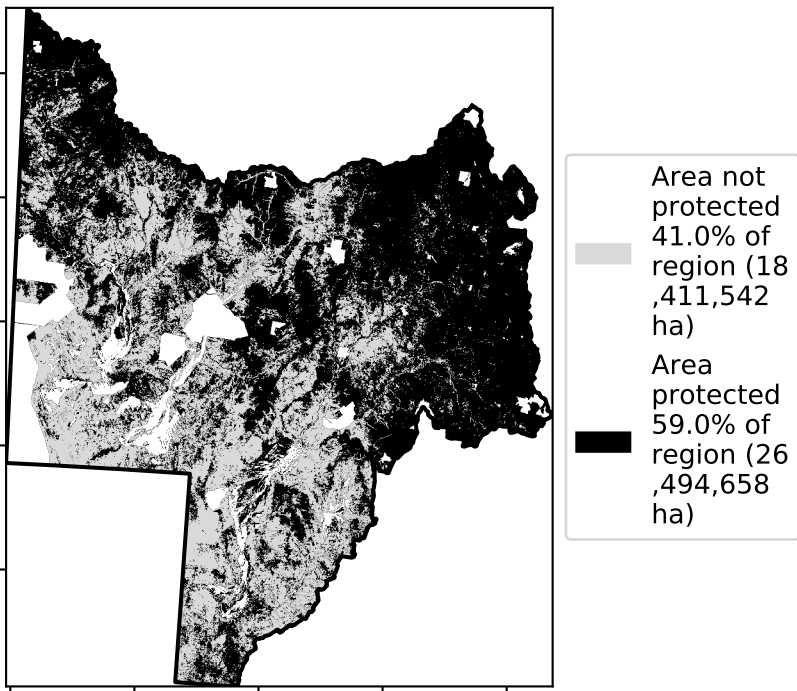 Area not
protected
41.0% of
region (18
,411,542
ha)
Area
protected
59.0% of
region (26
,494,658
ha)